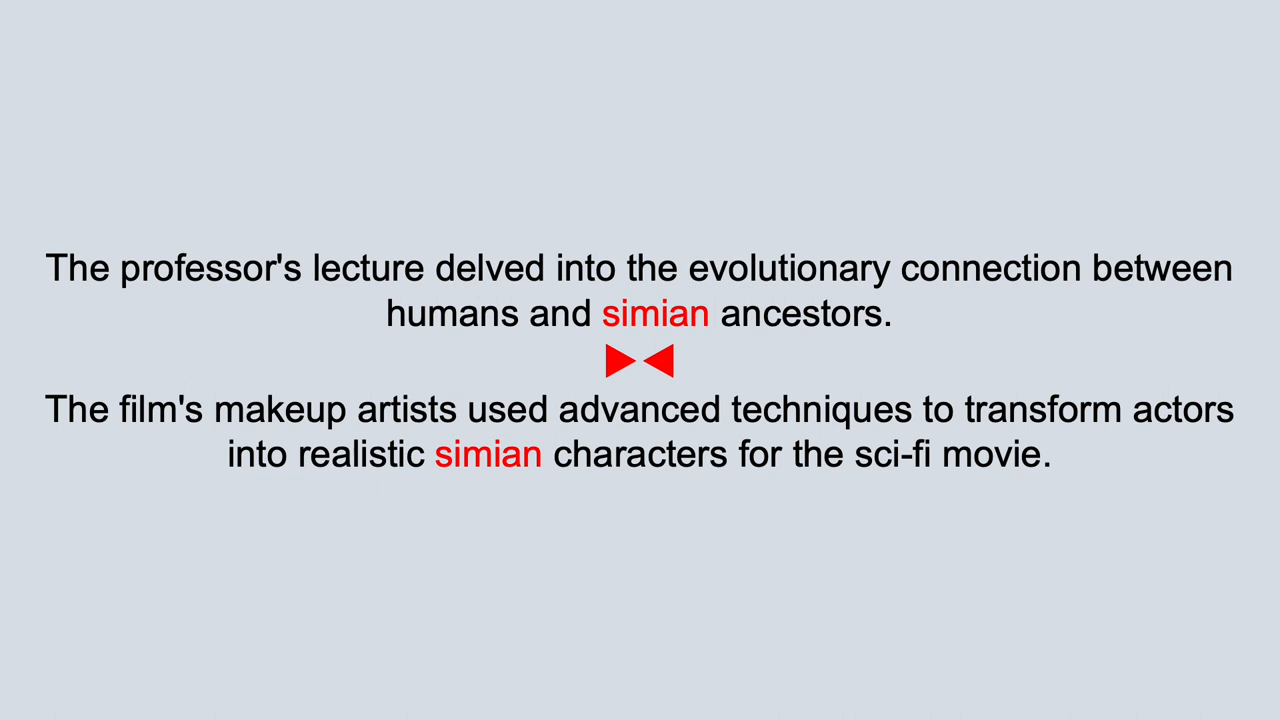 The professor's lecture delved into the evolutionary connection between
humans and simian ancestors.
The film's makeup artists used advanced techniques to transform actors
into realistic simian characters for the sci-fi movie.